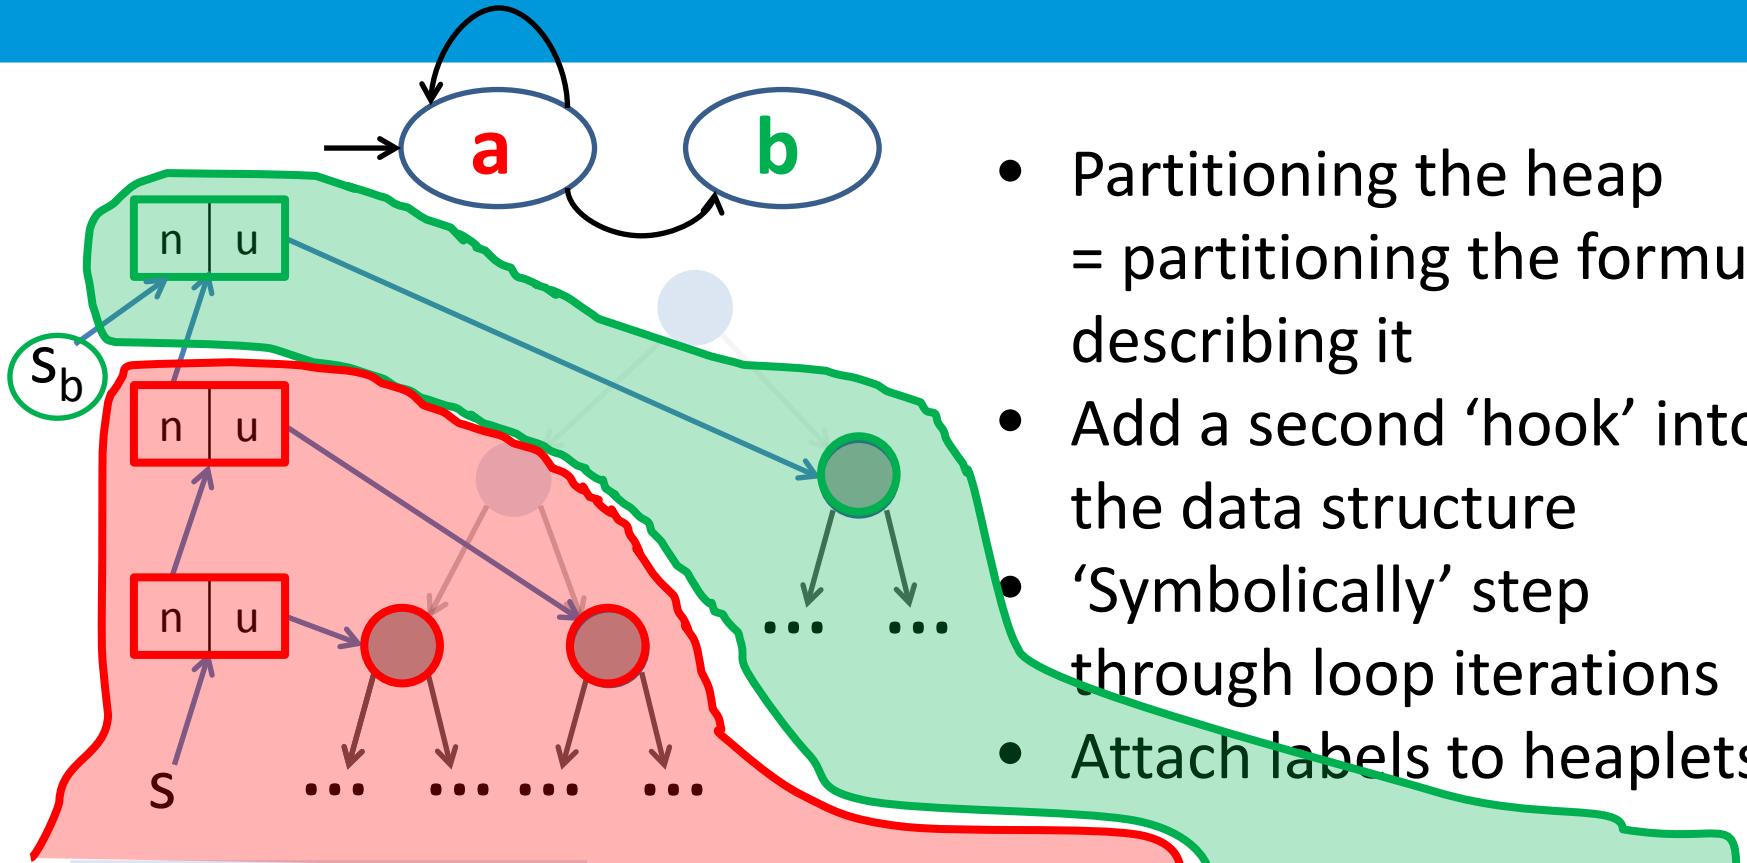 a b
n u
s_b
n u
n u
s
... ... ... ...
... ...
• Partitioning the heap
= partitioning the formu
describing it
• Add a second ‘hook’ into
the data structure
• ‘Symbolically’ step
through loop iterations
• Attach labels to heaplets